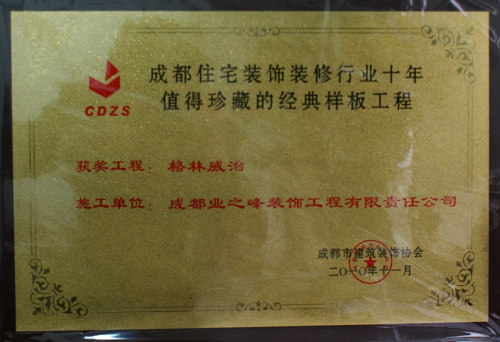 CDZS
成都住宅装饰装修行业十年
值得珍藏的经典样板工程
获奖工程：格林威治
施工单位：成都业之峰装饰工程有限责任公司
成都市建筑装饰协会
二〇一〇年十一月